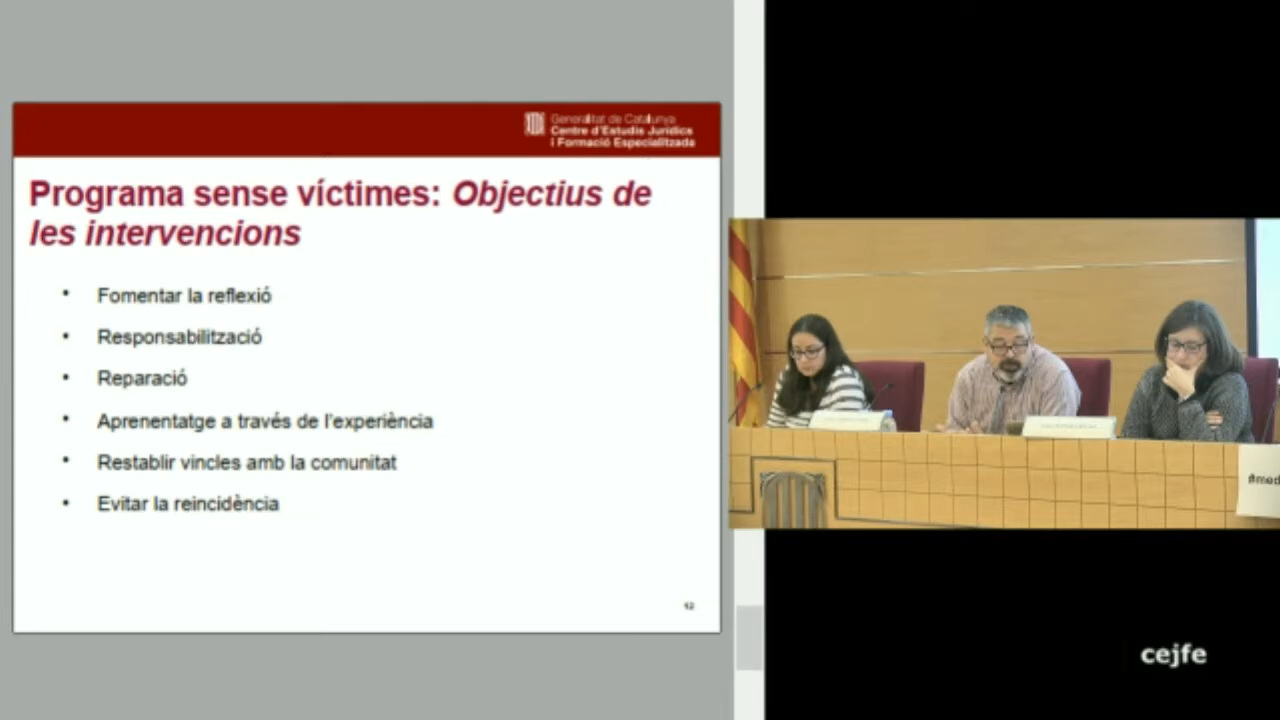 Generalitat de Catalunya
Centre d'Estudis Jurídics
i Formació Especialitzada
Programa sense víctimes: Objectius de
les intervencions
• Fomentar la reflexió
• Responsabilització
• Reparació
• Aprenentatge a través de l'experiència
• Restablir vincles amb la comunitat
• Evitar la reincidència
12
#med
cejfe